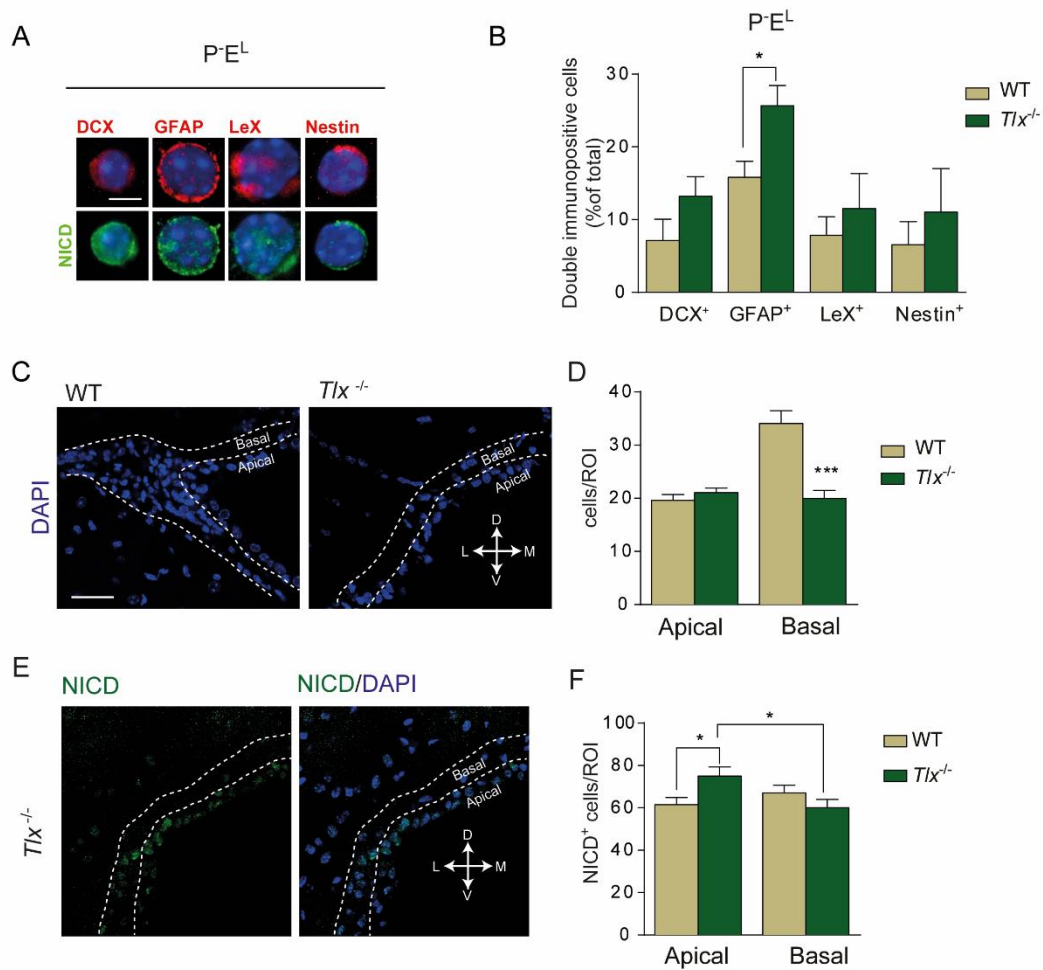 A
P⁻Eᴸ
DCX GFAP LeX Nestin
NICD
B
P⁻Eᴸ
Double immunopositive cells
(%of total)
30
20
10
0
*
WT
Tlx⁻/⁻
DCX⁺ GFAP⁺ LeX⁺ Nestin⁺
C
WT
Tlx ⁻/⁻
DAPI
Basal
Apical
Basal
Apical
D
L M
V
D
cells/ROI
40
30
20
10
0
***
WT
Tlx⁻/⁻
Apical Basal
E
NICD
NICD/DAPI
Tlx ⁻/⁻
Basal
Apical
D
L M
V
F
NICD⁺ cells/ROI
100
80
60
40
20
0
* *
WT
Tlx⁻/⁻
Apical Basal